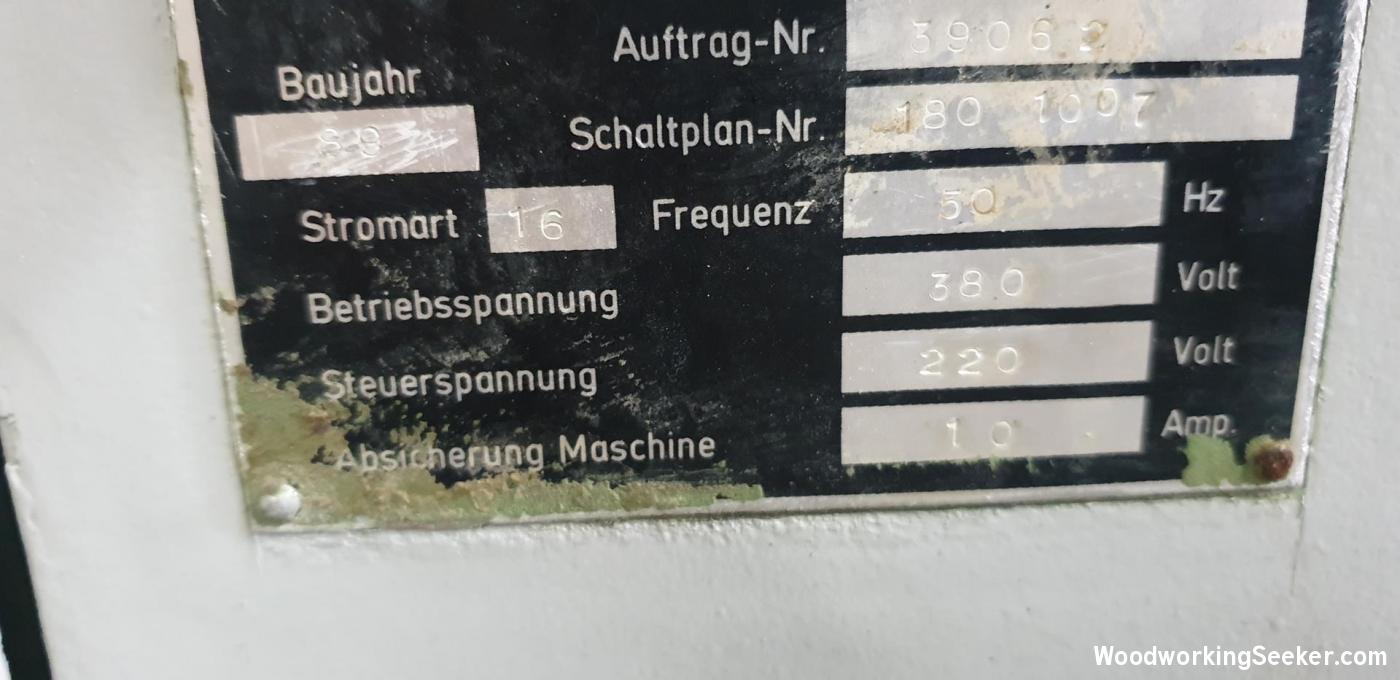 Auftrag-Nr. 39062
Baujahr
Schaltplan-Nr. 180 1007
Stromart 16 Frequenz 50 Hz
Betriebsspannung 380 Volt
Steuerspannung 220 Volt
Absicherung Maschine 10 Amp.
WoodworkingSeeker.com